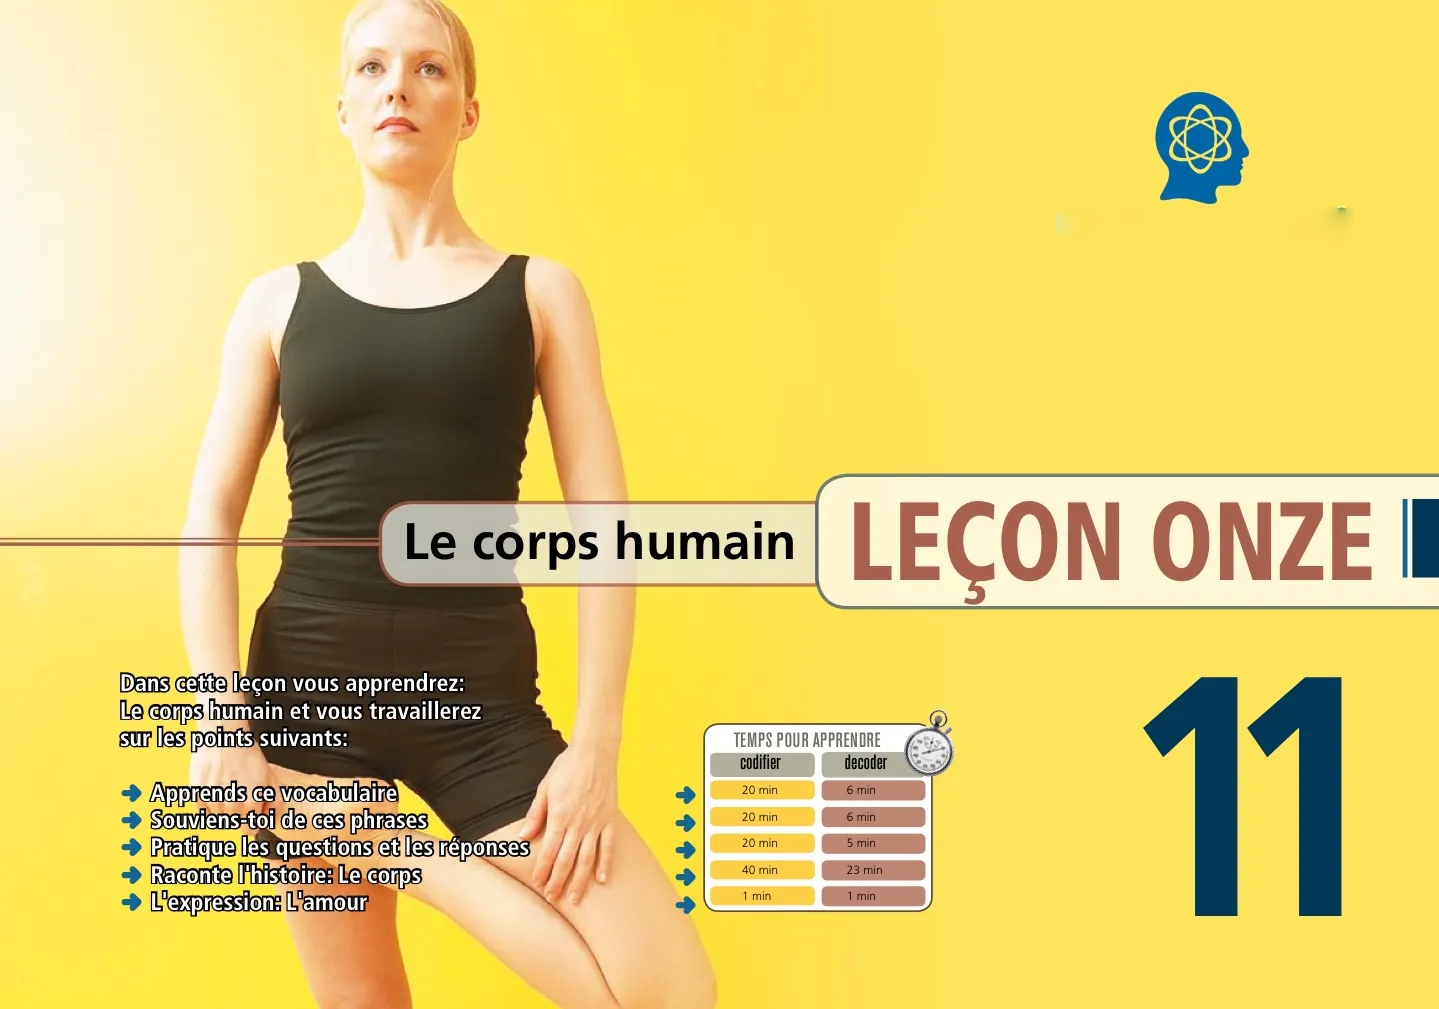 Le corps humain
LEÇON ONZE
Dans cette leçon vous apprendrez:
Le corps humain et vous travaillerez
sur les points suivants:
Apprends ce vocabulaire
Souviens-toi de ces phrases
Pratique les questions et les réponses
Raconte l'histoire: Le corps
L'expression: L'amour
TEMPS POUR APPRENDRE
codifier decoder
20 min 6 min
20 min 6 min
20 min 5 min
40 min 23 min
1 min 1 min
11